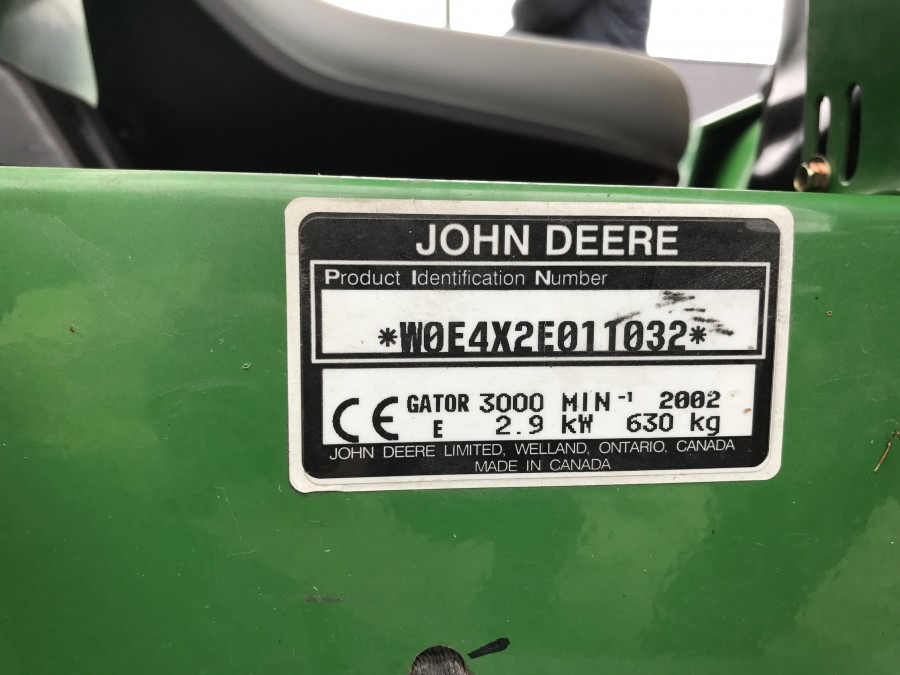 JOHN DEERE
Product Identification Number
*W0E4X2E011032*
CE GATOR 3000 MIN⁻¹ 2002
E 2.9 kW 630 kg
JOHN DEERE LIMITED, WELLAND, ONTARIO, CANADA
MADE IN CANADA